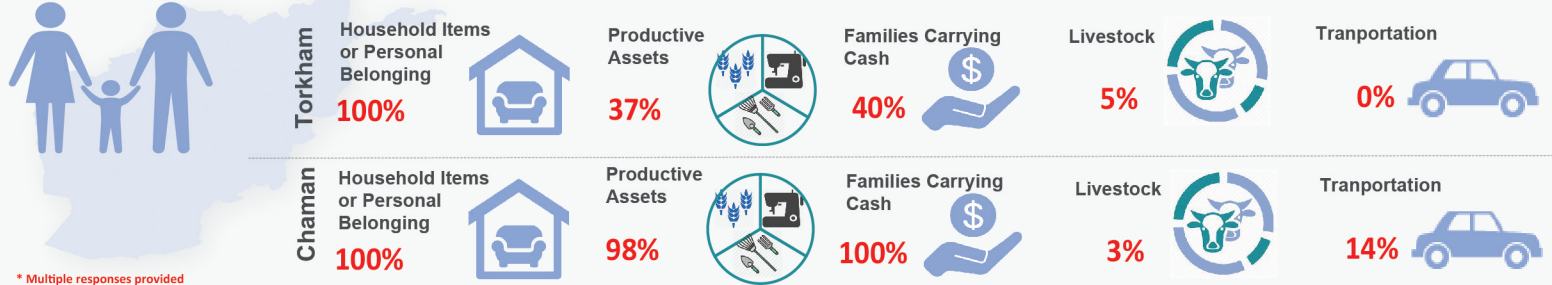 Torkham
Household Items
or Personal
Belonging
100%
Productive
Assets
37%
Families Carrying
Cash
40%
$
Livestock
5%
Tranportation
0%
Chaman
Household Items
or Personal
Belonging
100%
Productive
Assets
98%
Families Carrying
Cash
100%
$
Livestock
3%
Tranportation
14%
* Multiple responses provided